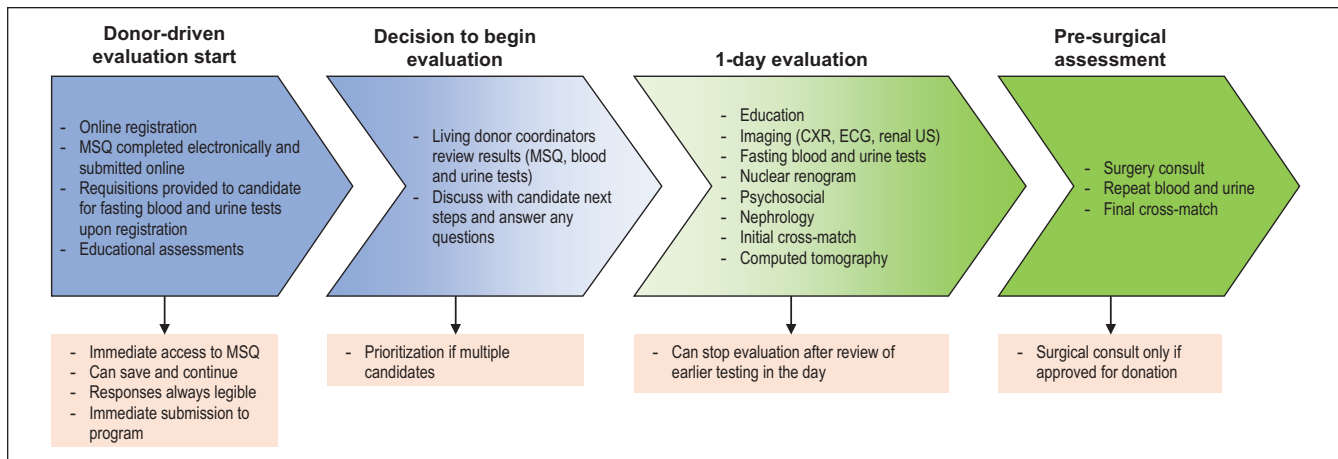 Donor-driven
evaluation start
- Online registration
- MSQ completed electronically and
submitted online
- Requisitions provided to candidate
for fasting blood and urine tests
upon registration
- Educational assessments
- Immediate access to MSQ
- Can save and continue
- Responses always legible
- Immediate submission to
program
Decision to begin
evaluation
- Living donor coordinators
review results (MSQ, blood
and urine tests)
- Discuss with candidate next
steps and answer any
questions
- Prioritization if multiple
candidates
1-day evaluation
- Education
- Imaging (CXR, ECG, renal US)
- Fasting blood and urine tests
- Nuclear renogram
- Psychosocial
- Nephrology
- Initial cross-match
- Computed tomography
- Can stop evaluation after review of
earlier testing in the day
Pre-surgical
assessment
- Surgery consult
- Repeat blood and urine
- Final cross-match
- Surgical consult only if
approved for donation